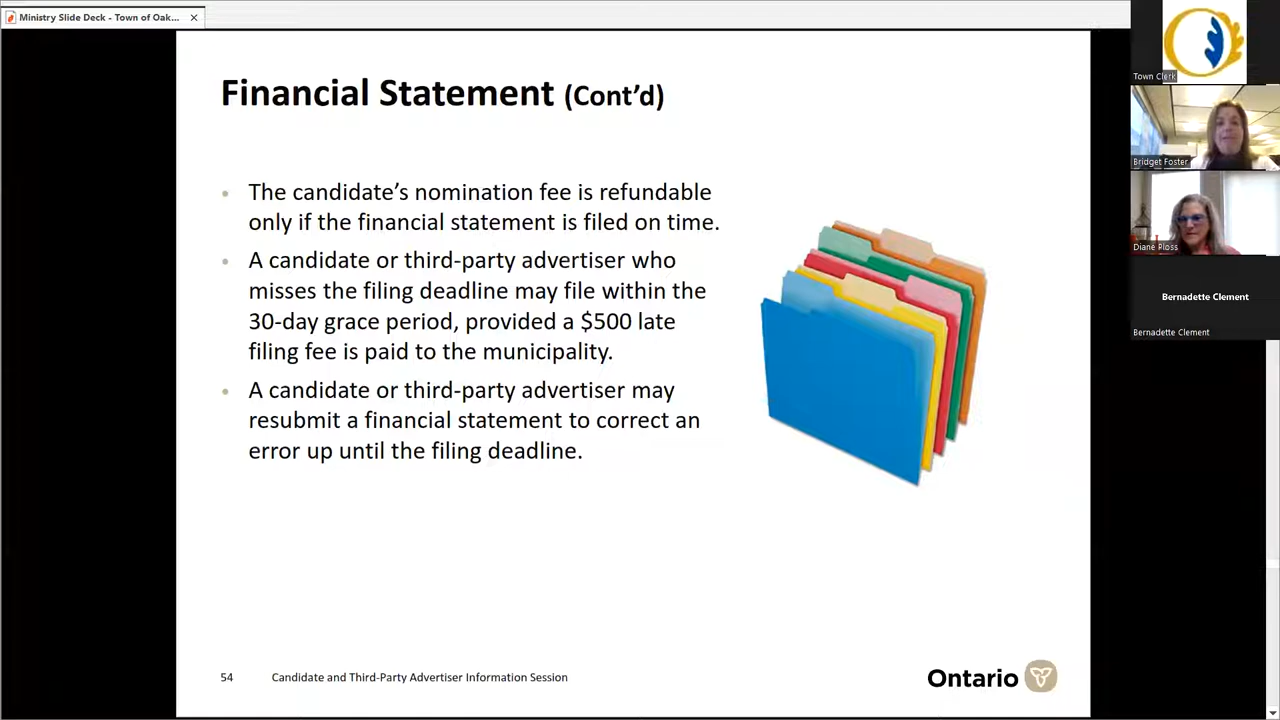 Ministry Slide Deck - Town of Oak...
Financial Statement (Cont’d)
• The candidate’s nomination fee is refundable
only if the financial statement is filed on time.
• A candidate or third-party advertiser who
misses the filing deadline may file within the
30-day grace period, provided a $500 late
filing fee is paid to the municipality.
• A candidate or third-party advertiser may
resubmit a financial statement to correct an
error up until the filing deadline.
54 Candidate and Third-Party Advertiser Information Session
Ontario
Town Clerk
Bridget Foster
Diane Ploss
Bernadette Clement
Bernadette Clement